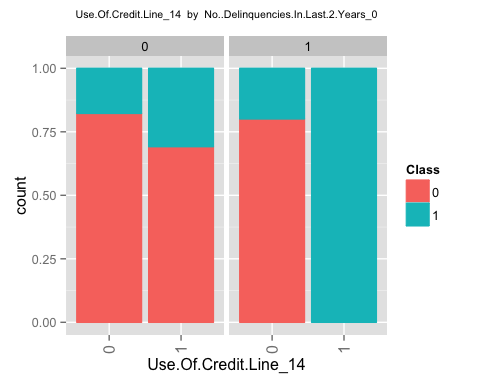 Use.Of.Credit.Line_14 by No..Delinquencies.In.Last.2.Years_0
0 1
1.00
0.75
0.50
0.25
0.00
count
0 1 0 1
Use.Of.Credit.Line_14
Class
0
1